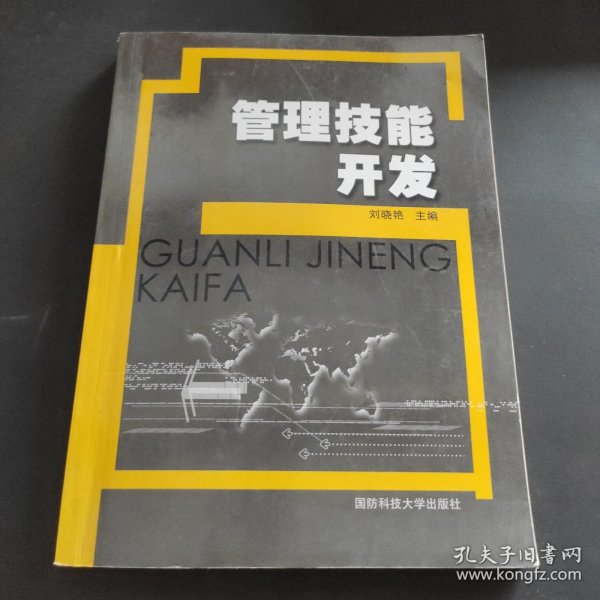 管理技能
开发
刘晓艳 主编
GUANLI JINENG
KAIFA
国防科技大学出版社
孔夫子旧書网
www.kongfz.com